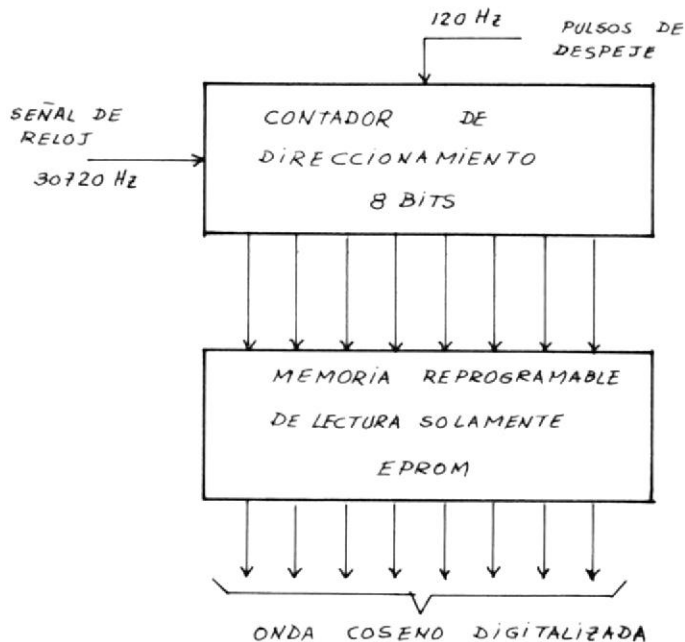 120 Hz
PULSOS DE
DESPEJE
SEÑAL DE
RELOJ
30720 Hz
CONTADOR DE
DIRECCIONAMIENTO
8 BITS
MEMORIA REPROGRAMABLE
DE LECTURA SOLAMENTE
EPROM
ONDA COSENO DIGITALIZADA